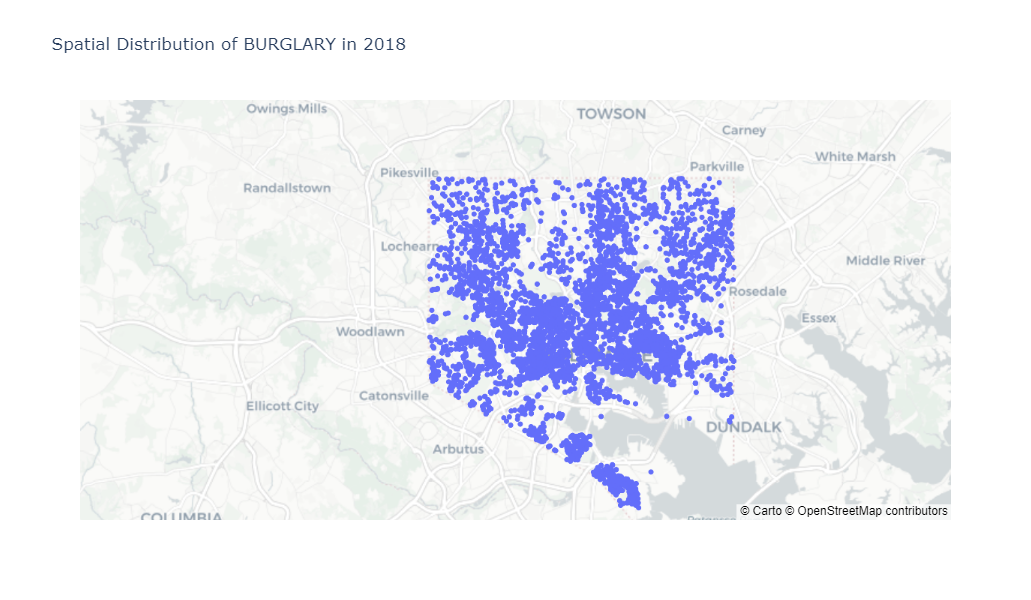 Spatial Distribution of BURGLARY in 2018
Owings Mills
TOWSON
Carney
White Marsh
Parkville
Pikesville
Randallstown
Lochearn
Middle River
Rosedale
Essex
Woodlawn
Catonsville
Ellicott City
DUNDALK
Arbutus
COLUMBIA
© Carto © OpenStreetMap contributors